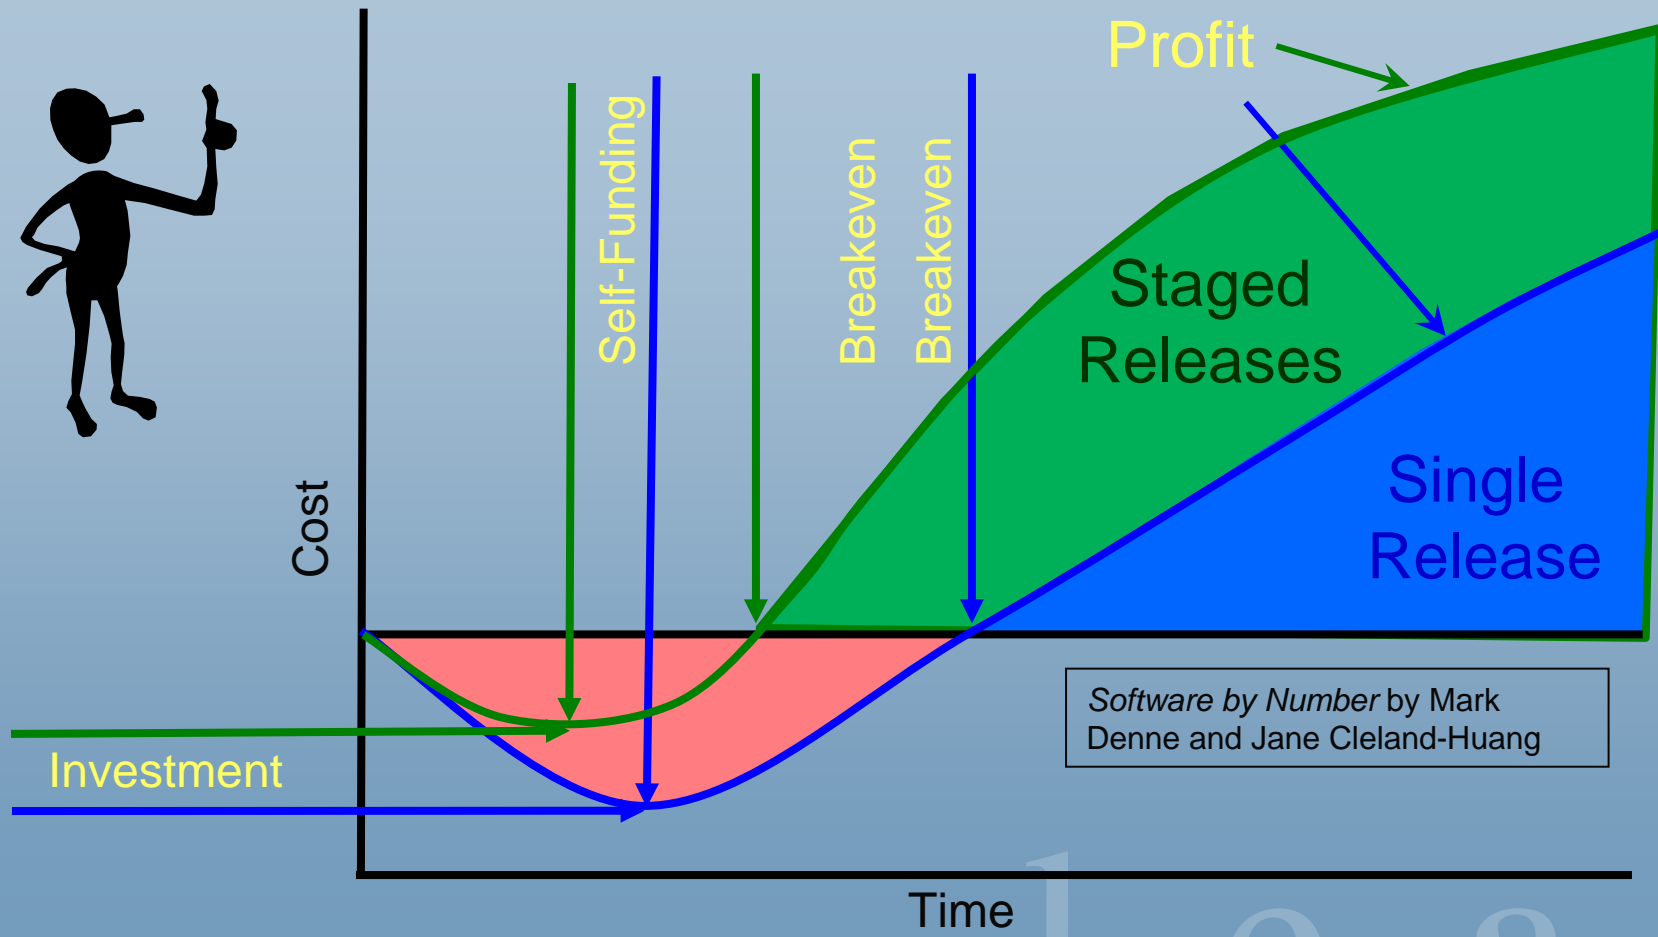 Profit
Self-Funding
Breakeven
Breakeven
Staged
Releases
Single
Release
Cost
Software by Number by Mark
Denne and Jane Cleland-Huang
Investment
Time
l e a